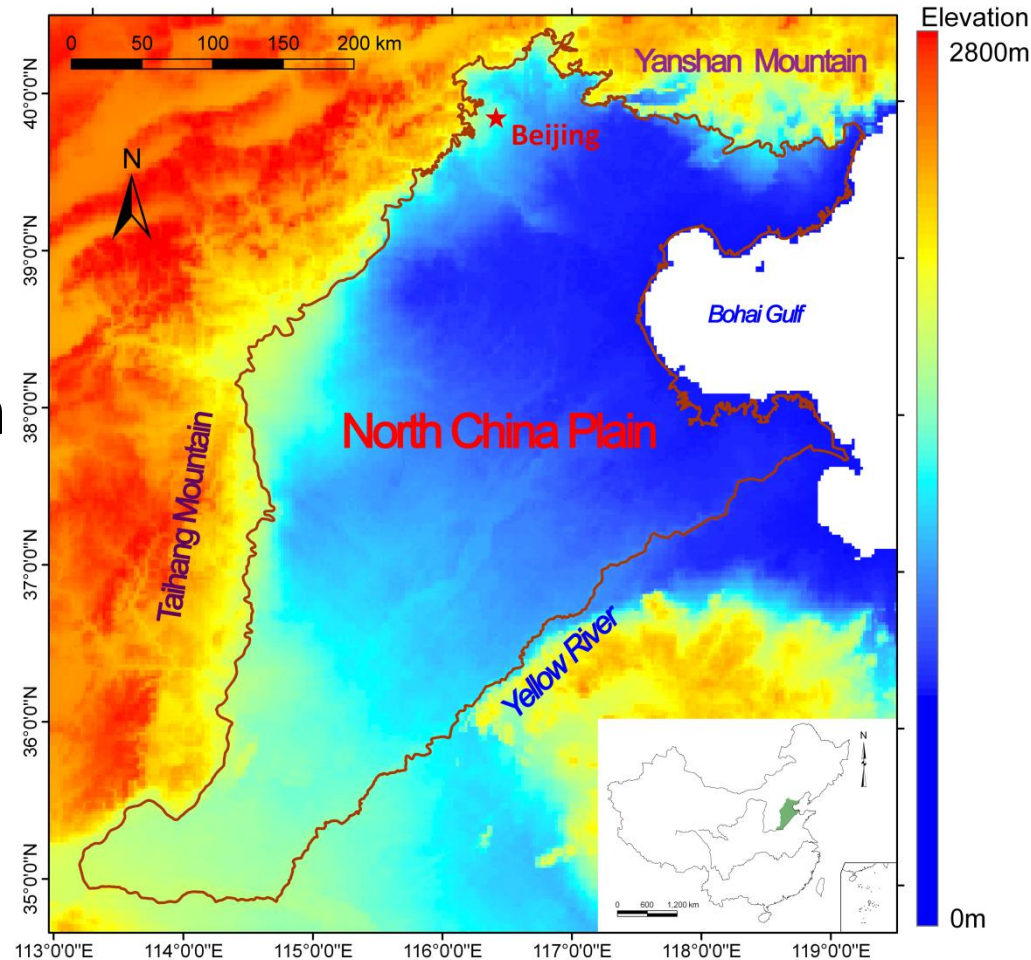 Elevation
2800m
0 50 100 150 200 km
Yanshan Mountain
40°0'0"N
Beijing
N
39°0'0"N
Bohai Gulf
38°0'0"N
North China Plain
Taihang Mountain
37°0'0"N
Yellow River
36°0'0"N
N
35°0'0"N
0 600 1,200 km
0m
113°0'0"E 114°0'0"E 115°0'0"E 116°0'0"E 117°0'0"E 118°0'0"E 119°0'0"E